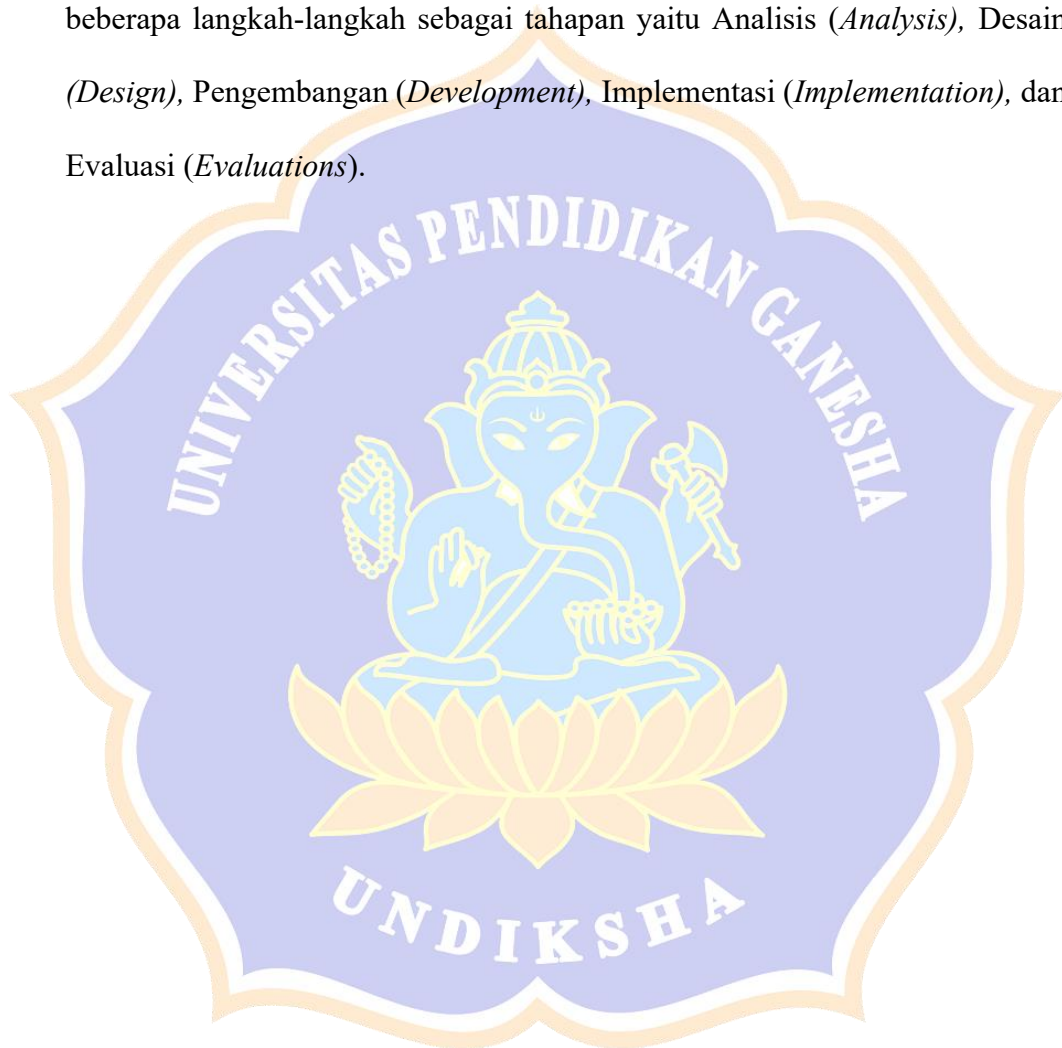 beberapa langkah-langkah sebagai tahapan yaitu Analisis (Analysis), Desain
(Design), Pengembangan (Development), Implementasi (Implementation), dan
Evaluasi (Evaluations).
UNIVERSITAS PENDIDIKAN GANESHA
UNDIKSHA